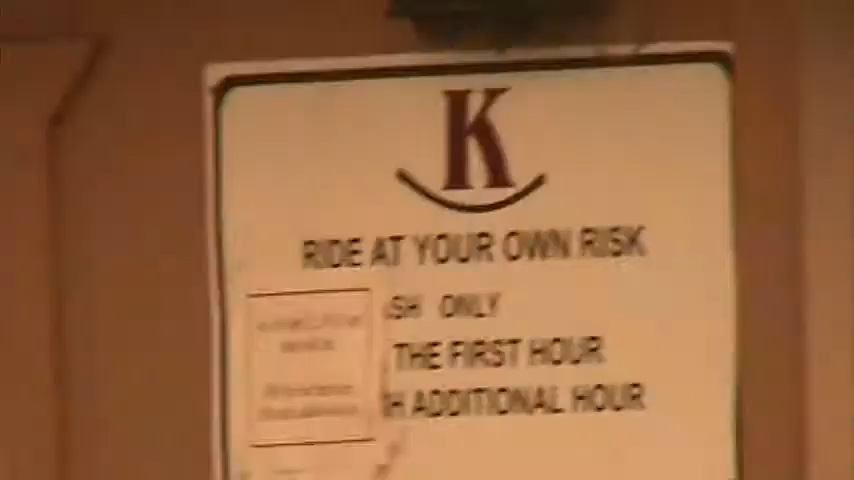 K
RIDE AT YOUR OWN RISK
SH ONLY
THE FIRST HOUR
H ADDITIONAL HOUR